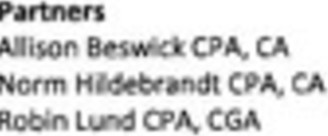 Partners
Allison Beswick CPA, CA
Norm Hildebrandt CPA, CA
Robin Lund CPA, CGA